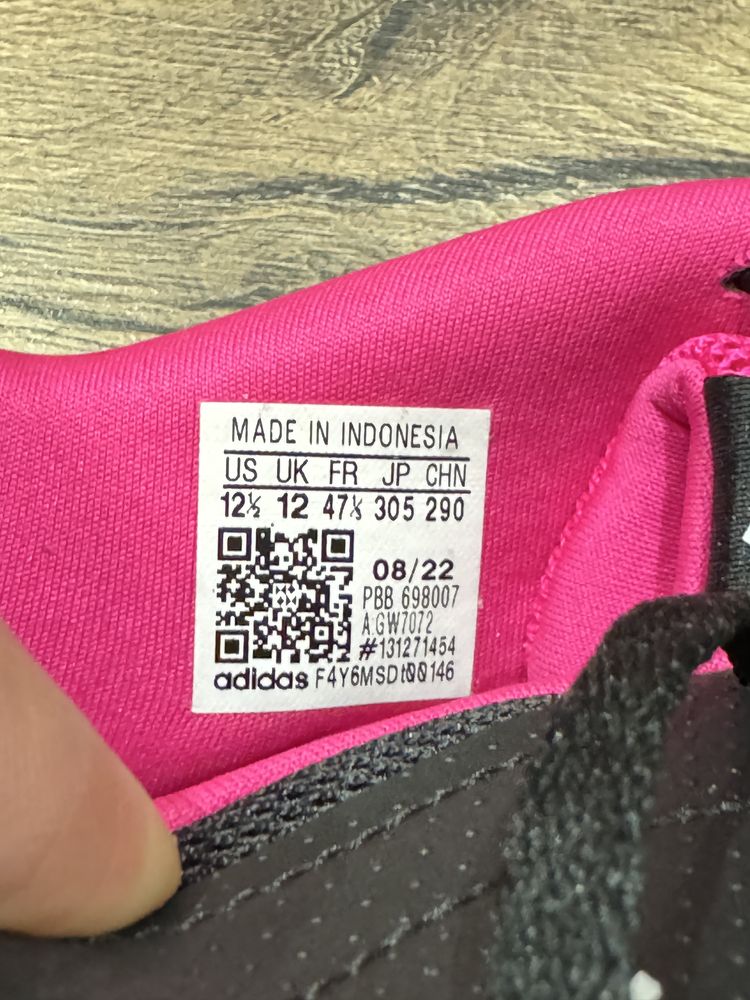 MADE IN INDONESIA
US UK FR JP CHN
12½ 12 47⅓ 305 290
08/22
PBB 698007
A.GW7072
#131271454
adidas